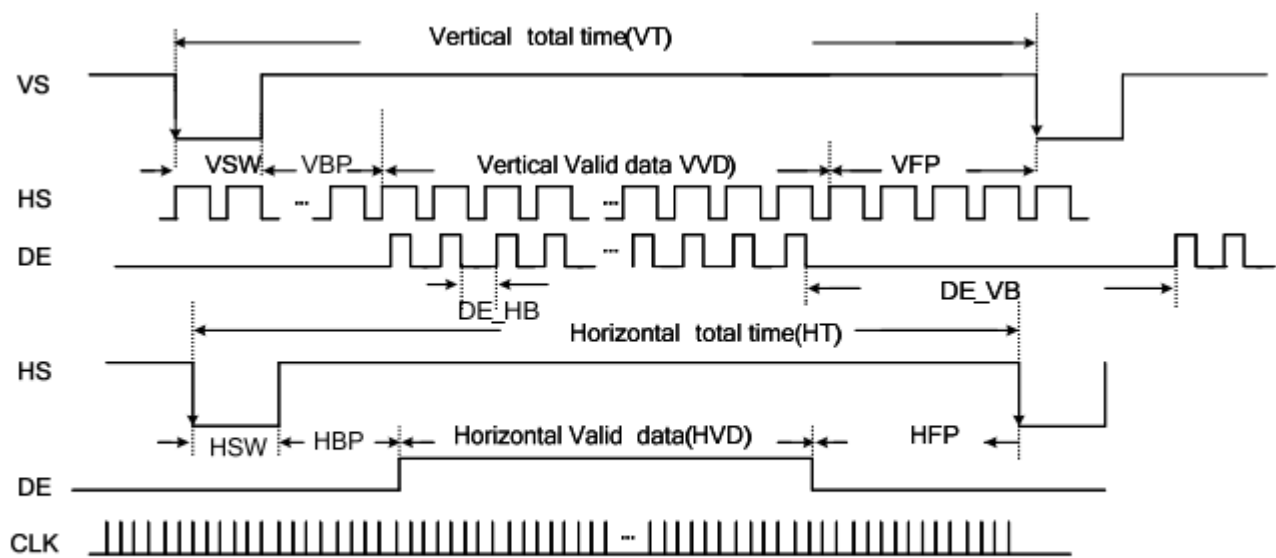 Vertical total time(VT)
VS
VSW VBP Vertical Valid data VVD) VFP
HS ... ...
DE ...
DE_HB DE_VB
Horizontal total time(HT)
HS
HSW HBP Horizontal Valid data(HVD) HFP
DE
CLK ...